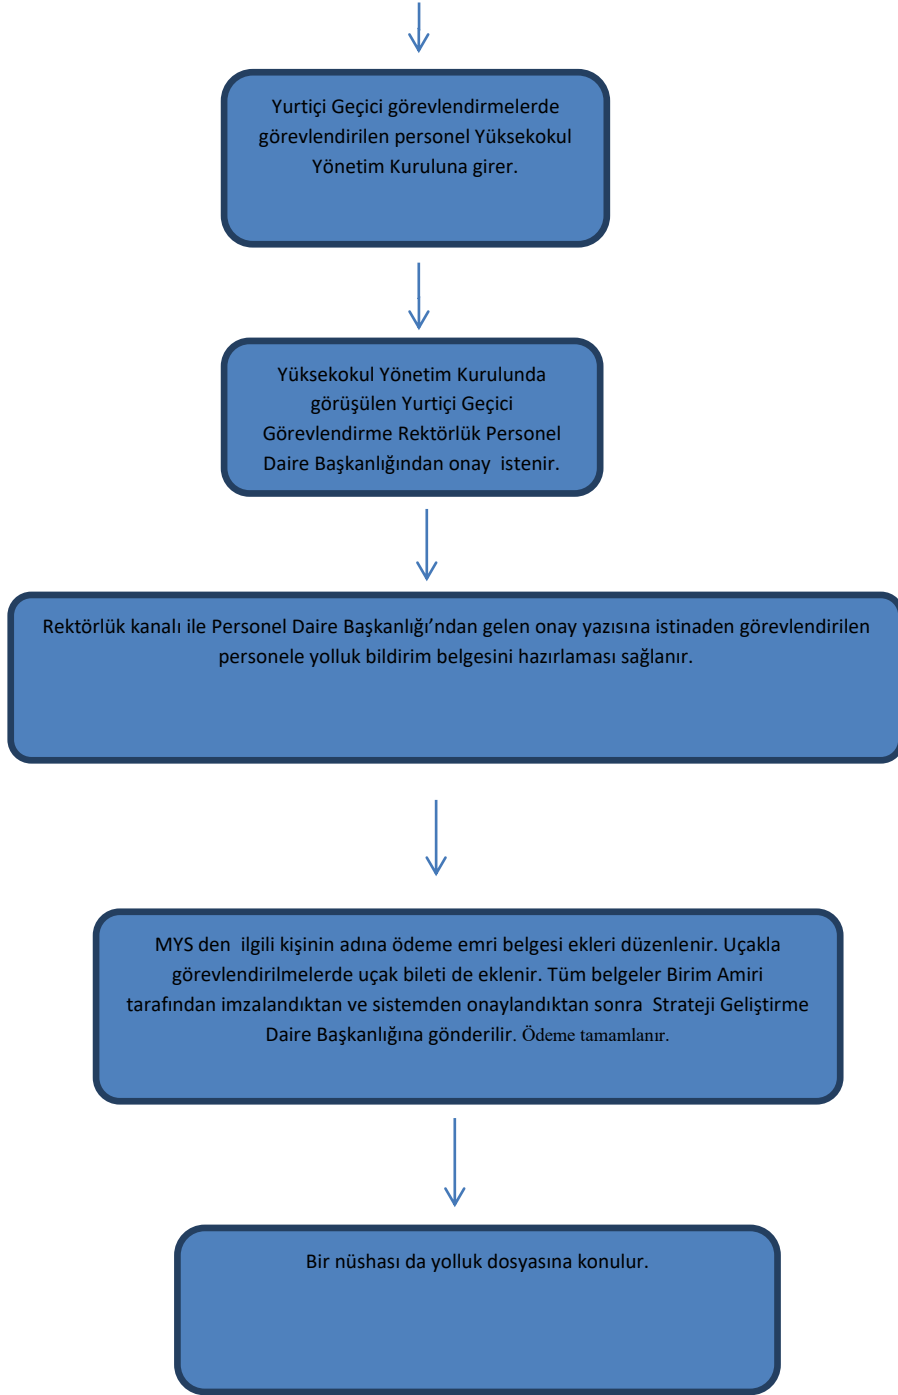 Yurtiçi Geçici görevlendirmelerde
görevlendirilen personel Yüksekokul
Yönetim Kuruluna girer.
Yüksekokul Yönetim Kurulunda
görüşülen Yurtiçi Geçici
Görevlendirme Rektörlük Personel
Daire Başkanlığından onay  istenir.
Rektörlük kanalı ile Personel Daire Başkanlığı’ndan gelen onay yazısına istinaden görevlendirilen
personele yolluk bildirim belgesini hazırlaması sağlanır.
MYS den  ilgili kişinin adına ödeme emri belgesi ekleri düzenlenir. Uçakla
görevlendirilmelerde uçak bileti de eklenir. Tüm belgeler Birim Amiri
tarafından imzalandıktan ve sistemden onaylandıktan sonra  Strateji Geliştirme
Daire Başkanlığına gönderilir. Ödeme tamamlanır.
Bir nüshası da yolluk dosyasına konulur.